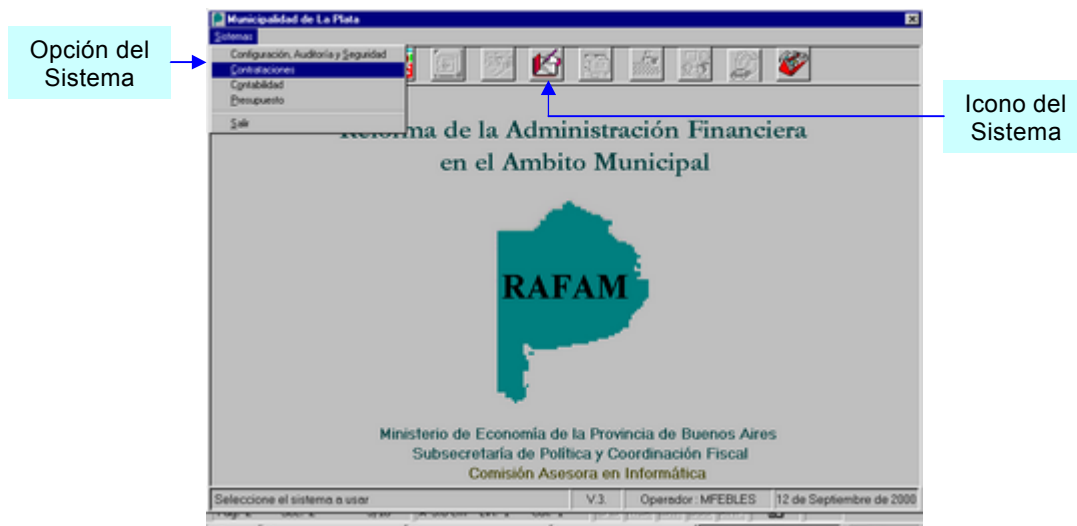 Municipalidad de La Plata
Sistemas
Opción del
Sistema
Configuración, Auditoría y Seguridad
Contrataciones
Contabilidad
Presupuesto
Salir
Icono del
Sistema
Reforma de la Administración Financiera
en el Ambito Municipal
RAFAM
Ministerio de Economía de la Provincia de Buenos Aires
Subsecretaría de Política y Coordinación Fiscal
Comisión Asesora en Informática
Seleccione el sistema a usar V.3. Operador : MFEBLES 12 de Septiembre de 2000